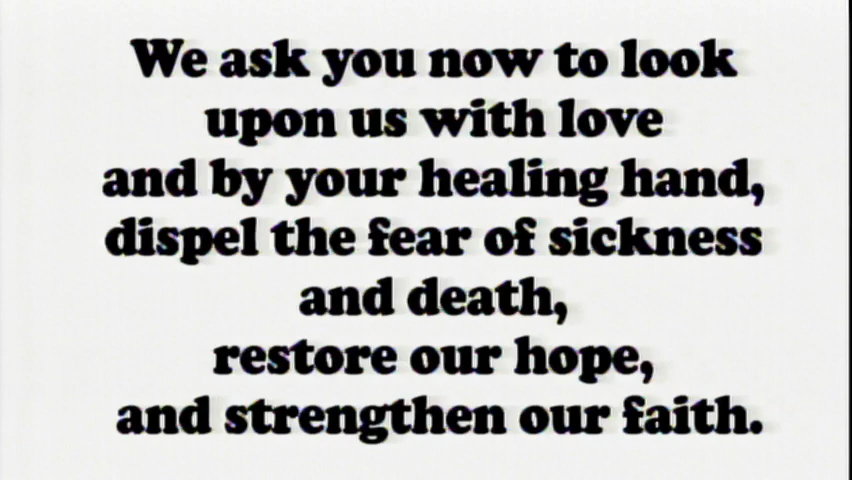 We ask you now to look
upon us with love
and by your healing hand,
dispel the fear of sickness
and death,
restore our hope,
and strengthen our faith.